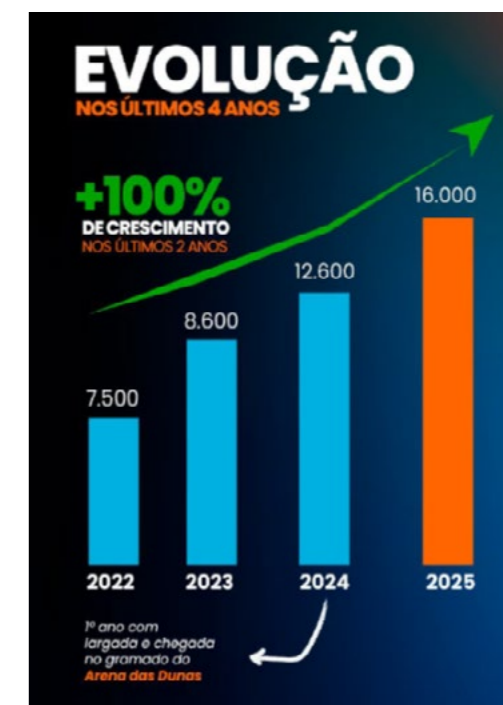 EVOLUÇÃO
NOS ÚLTIMOS 4 ANOS
+100%
DE CRESCIMENTO
NOS ÚLTIMOS 2 ANOS
16.000
12.600
8.600
7.500
2022
2023
2024
2025
1º ano com
largada e chegada
no gramado do
Arena das Dunas